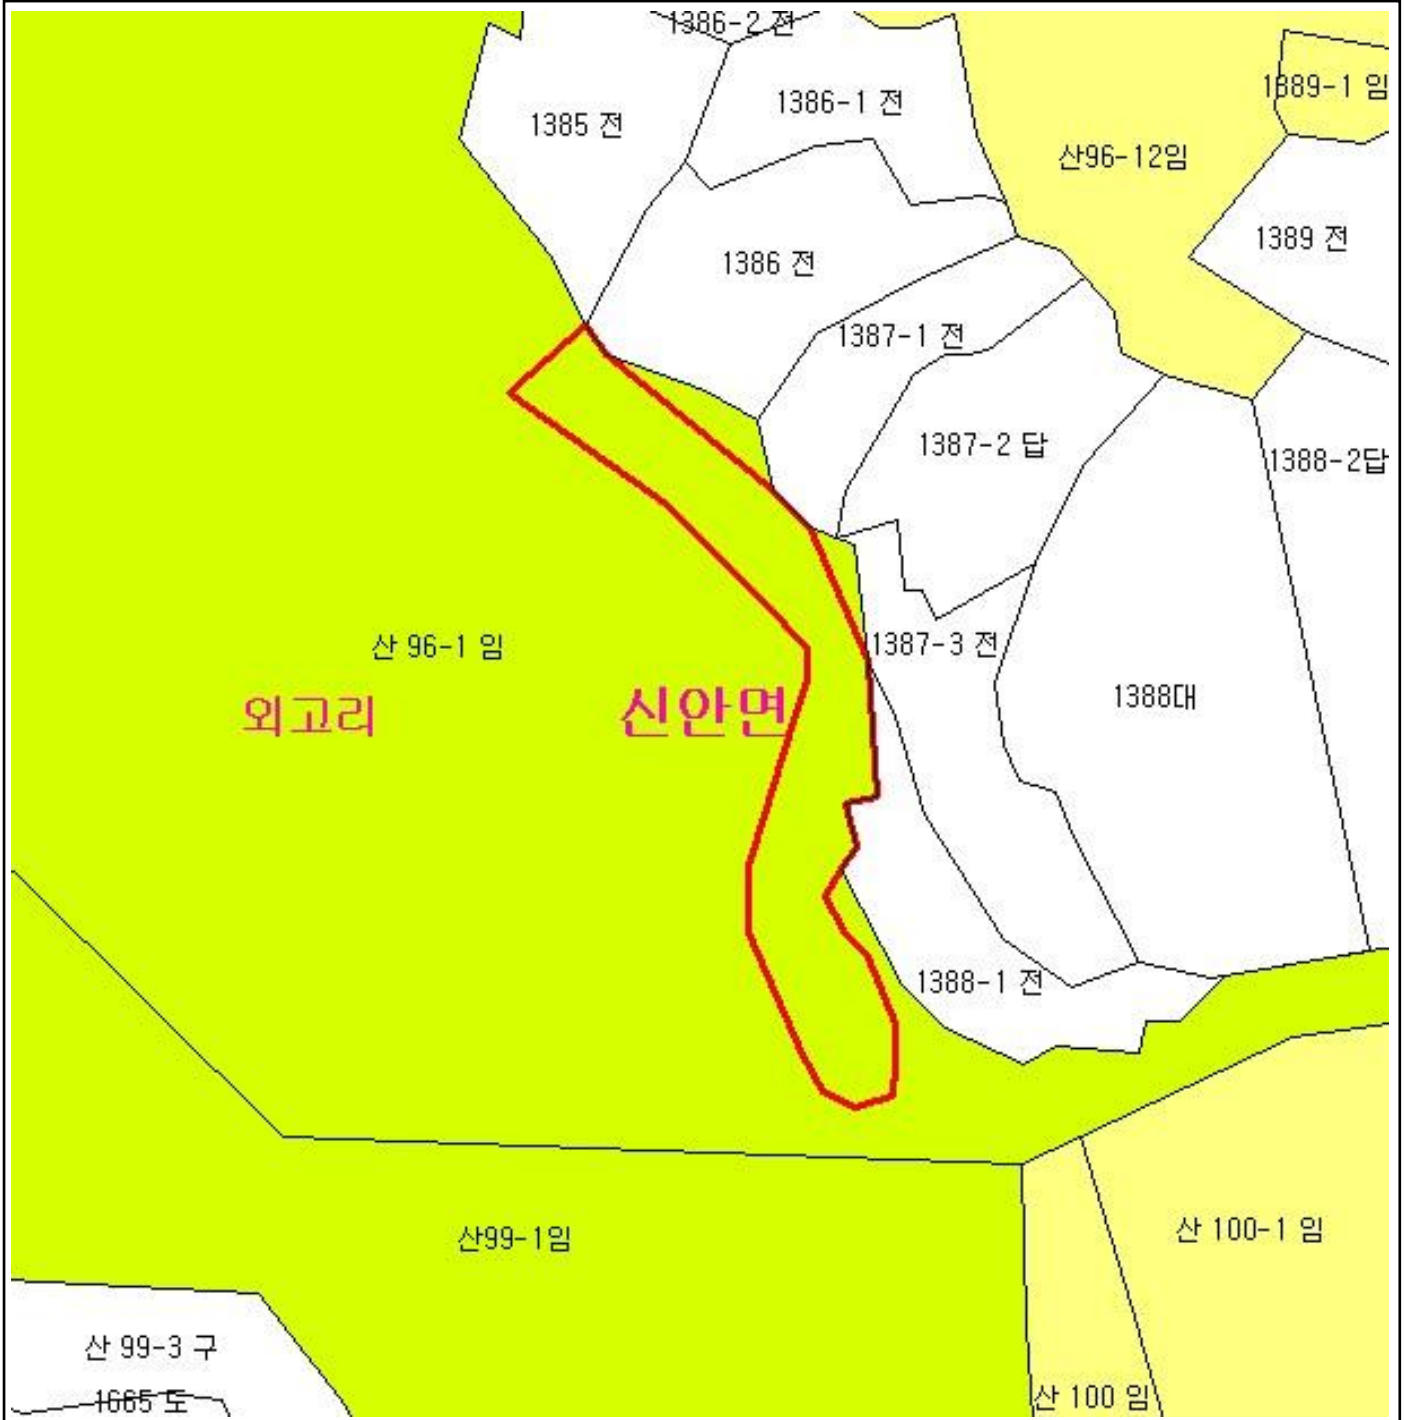 1386-2 전
1386-1 전
1389-1 임
1385 전
산96-12임
1389 전
1386 전
1387-1 전
1387-2 답
1388-2답
산 96-1 임
1387-3 전
외고리
신안면
1388대
1388-1 전
산99-1임
산 100-1 임
산 99-3 구
1665 도
산 100 임